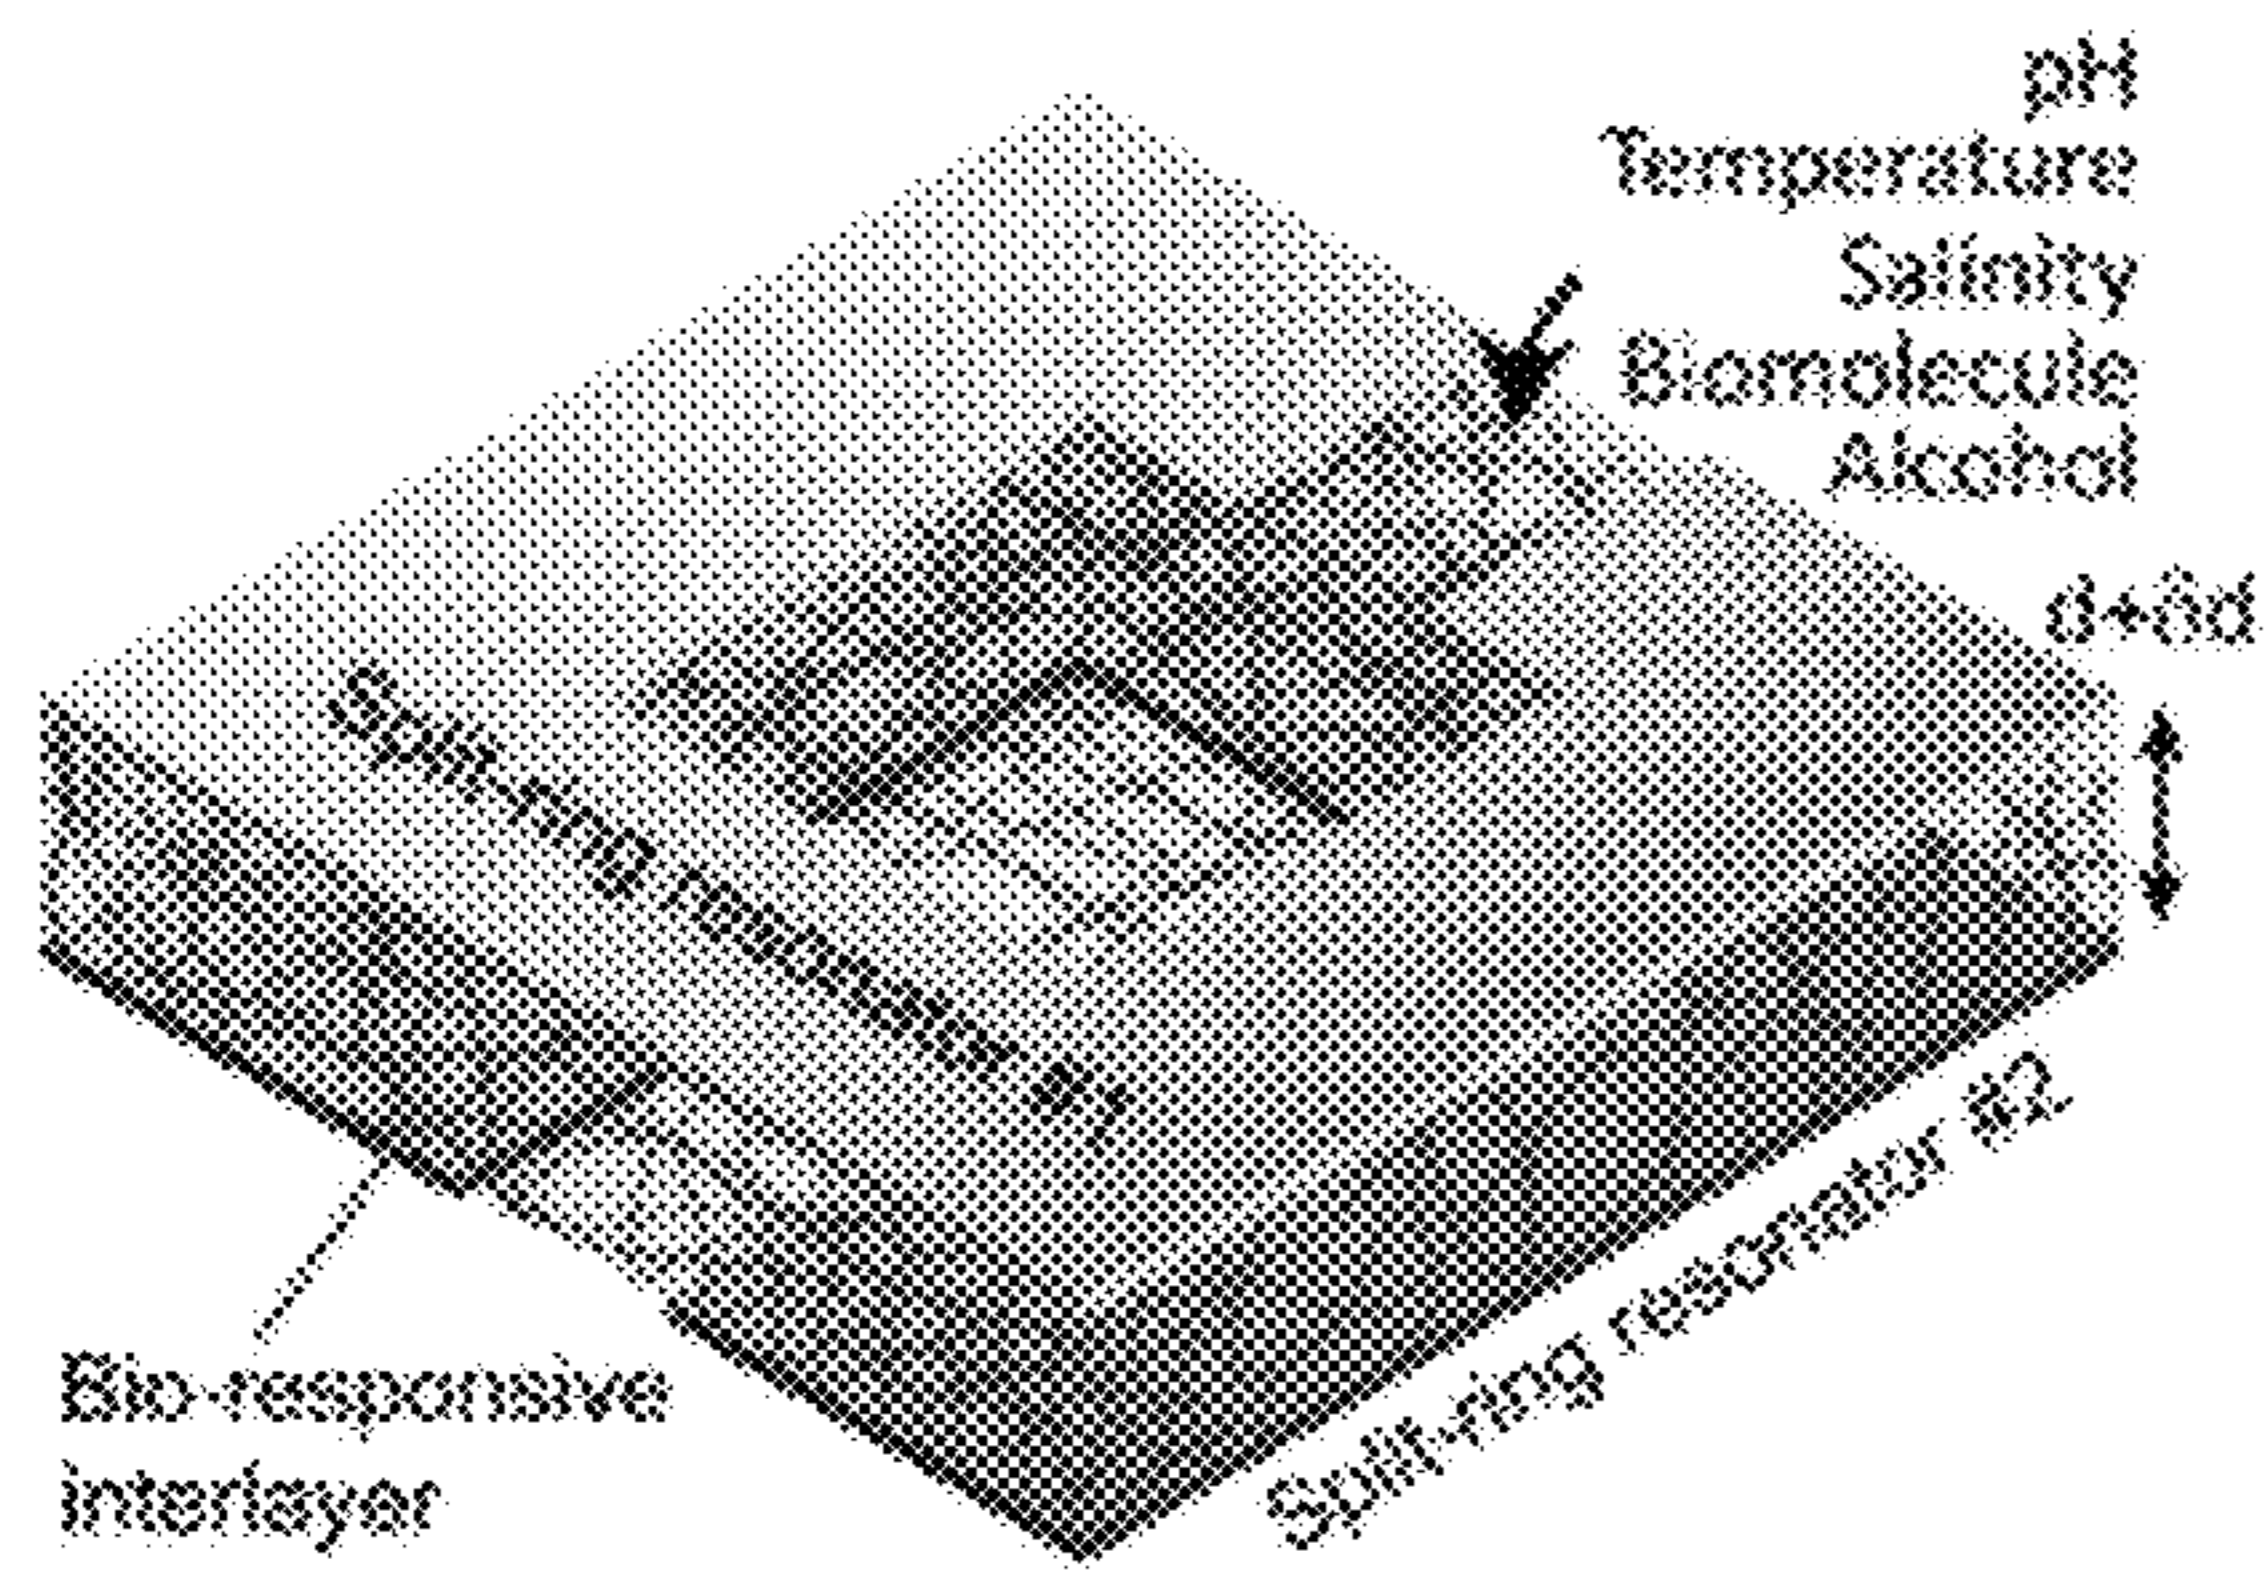 pH
Temperature
Salinity
Biomolecule
Alcohol
d+δd
Split-ring resonator #1
Split-ring resonator #2
Bio-responsive
interlayer